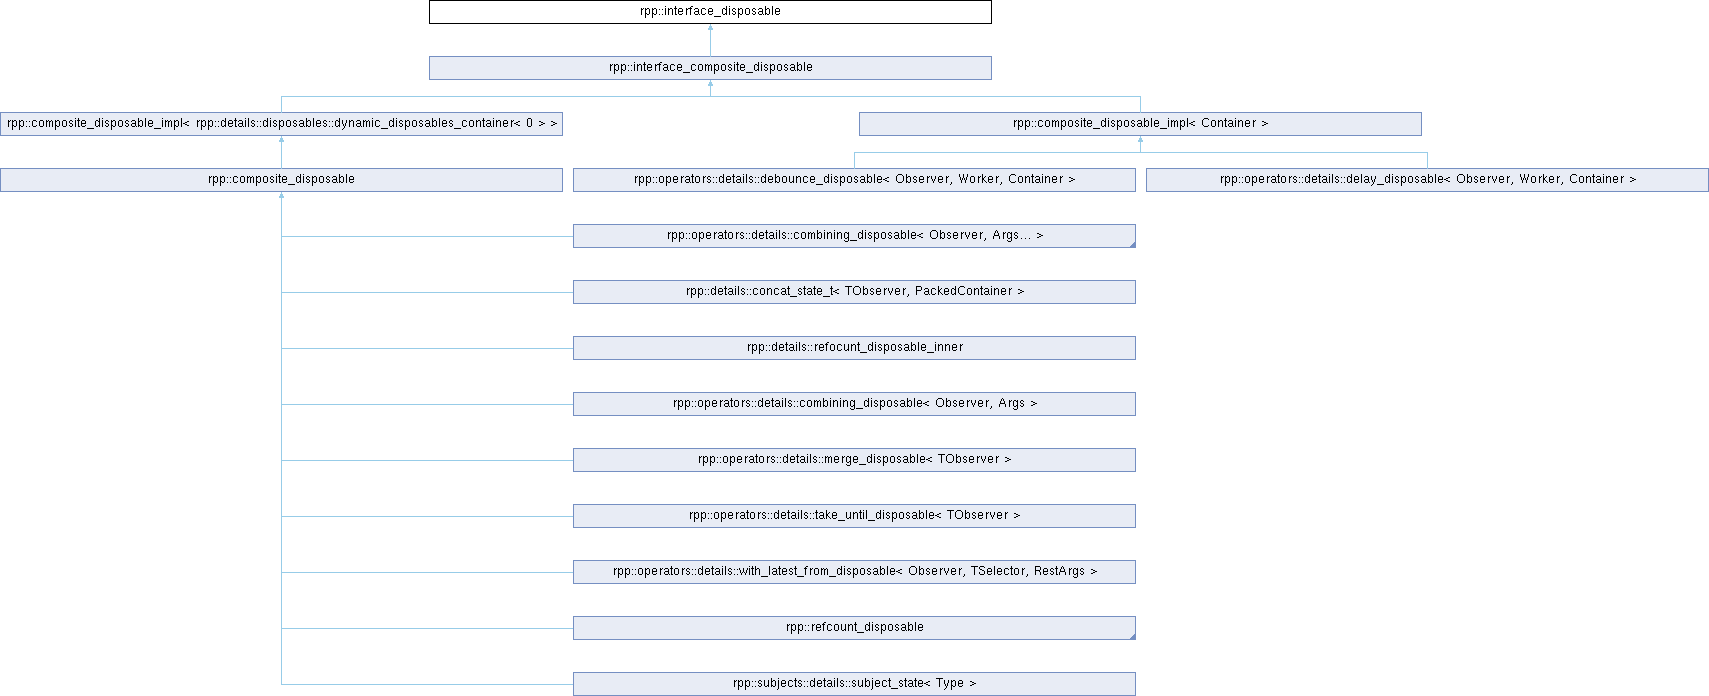 rpp::interface_disposable
rpp::interface_composite_disposable
rpp::composite_disposable_impl< rpp::details::disposables::dynamic_disposables_container< 0 > >
rpp::composite_disposable_impl< Container >
rpp::composite_disposable
rpp::operators::details::debounce_disposable< Observer, Worker, Container >
rpp::operators::details::delay_disposable< Observer, Worker, Container >
rpp::operators::details::combining_disposable< Observer, Args... >
rpp::details::concat_state_t< TObserver, PackedContainer >
rpp::details::refocunt_disposable_inner
rpp::operators::details::combining_disposable< Observer, Args >
rpp::operators::details::merge_disposable< TObserver >
rpp::operators::details::take_until_disposable< TObserver >
rpp::operators::details::with_latest_from_disposable< Observer, TSelector, RestArgs >
rpp::refcount_disposable
rpp::subjects::details::subject_state< Type >